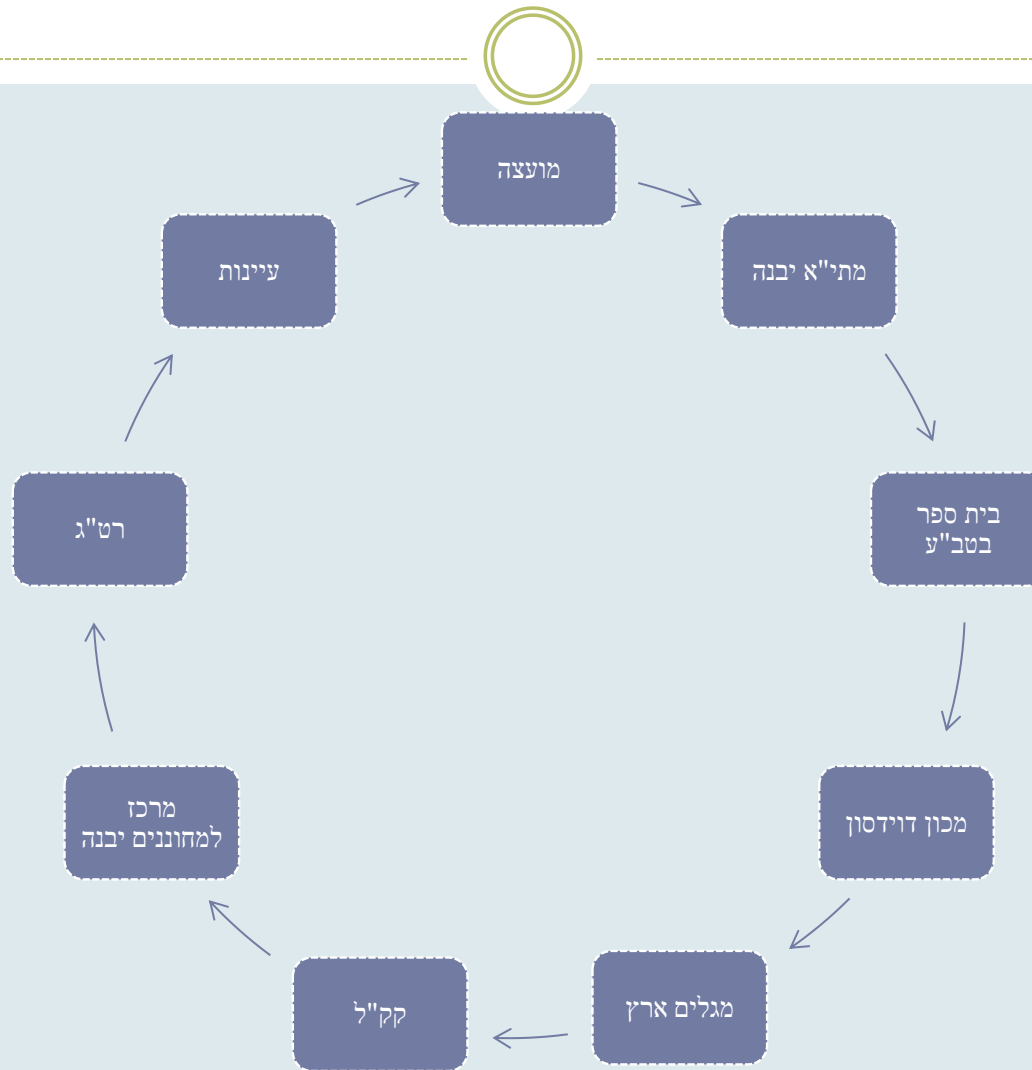 מועצה
מתי"א יבנה
בית ספר
בטב"ע
מכון דוידסון
מגלים ארץ
קק"ל
מרכז
למחוננים יבנה
רט"ג
עיינות